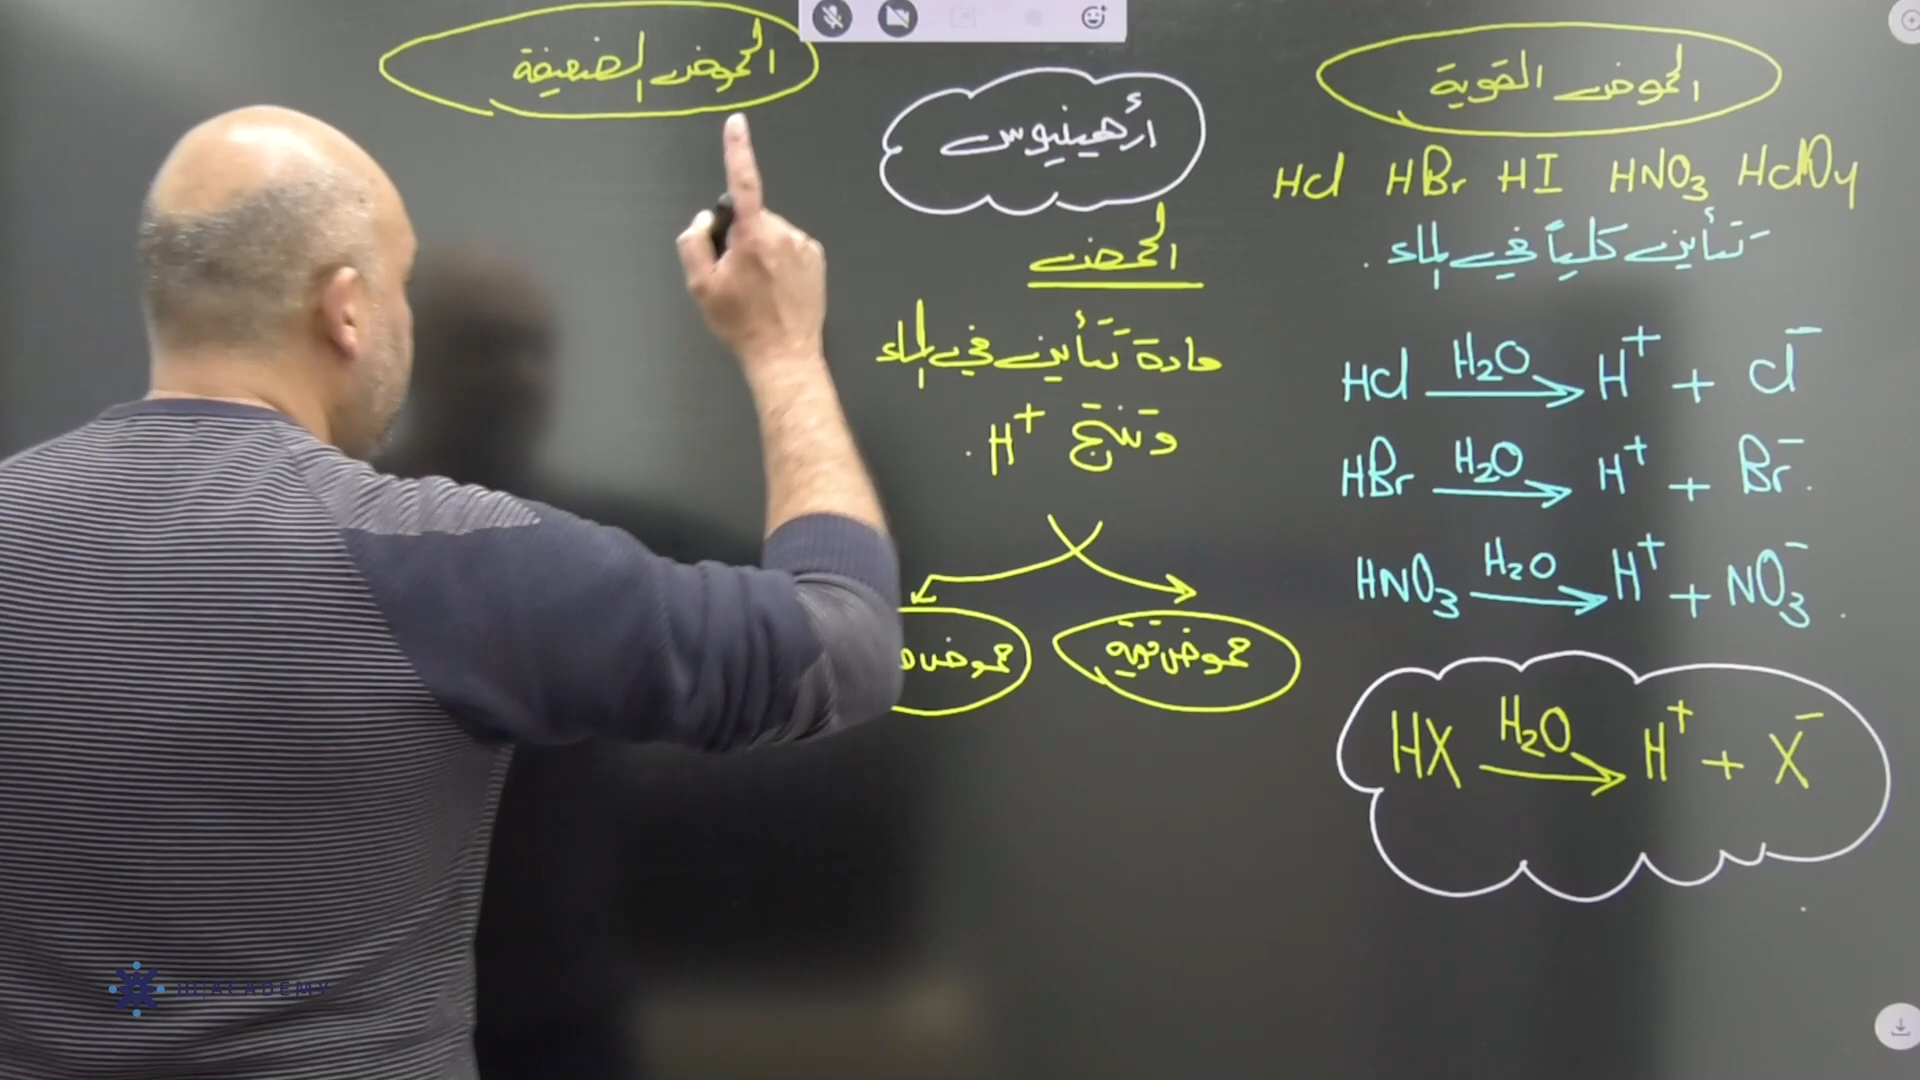 الحموض القوية
HCl HBr HI HNO3 HClO4
تتأين كلياً في الماء.
HCl H2O→ H+ + Cl-
HBr H2O→ H+ + Br-
HNO3 H2O→ H+ + NO3-
HX H2O→ H+ + X-
أرهينيوس
الحمض
مادة تتأين في الماء
وتنتج H+.
حموض قوية
حموض
الحموض الضعيفة